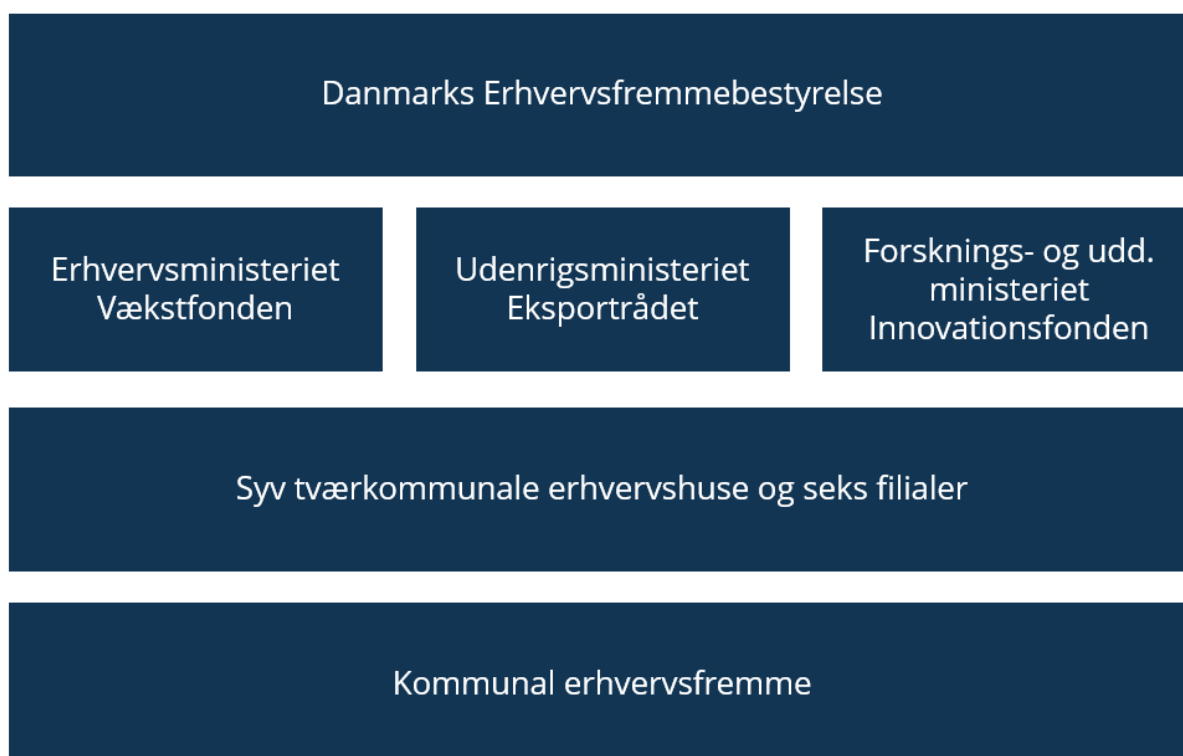 Danmarks Erhvervsfremmebestyrelse
Erhvervsministeriet
Vækstfonden
Udenrigsministeriet
Eksportrådet
Forsknings- og udd.
ministeriet
Innovationsfonden
Syv tværkommunale erhvervshuse og seks filialer
Kommunal erhvervsfremme